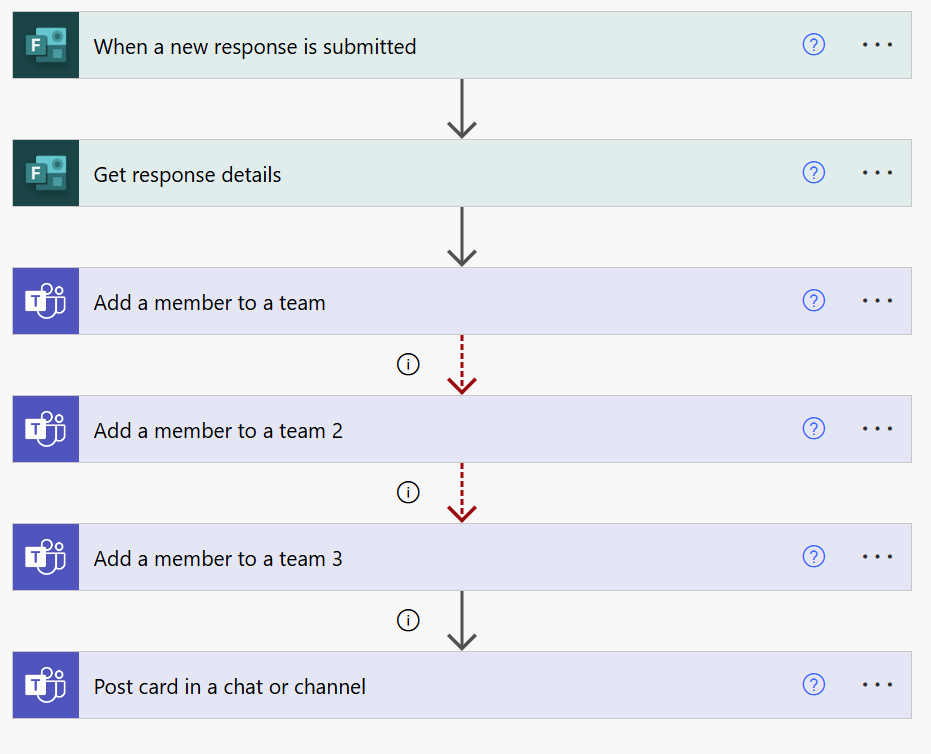 F When a new response is submitted ? ...
F Get response details ? ...
T Add a member to a team ? ...
i
T Add a member to a team 2 ? ...
i
T Add a member to a team 3 ? ...
i
T Post card in a chat or channel ? ...